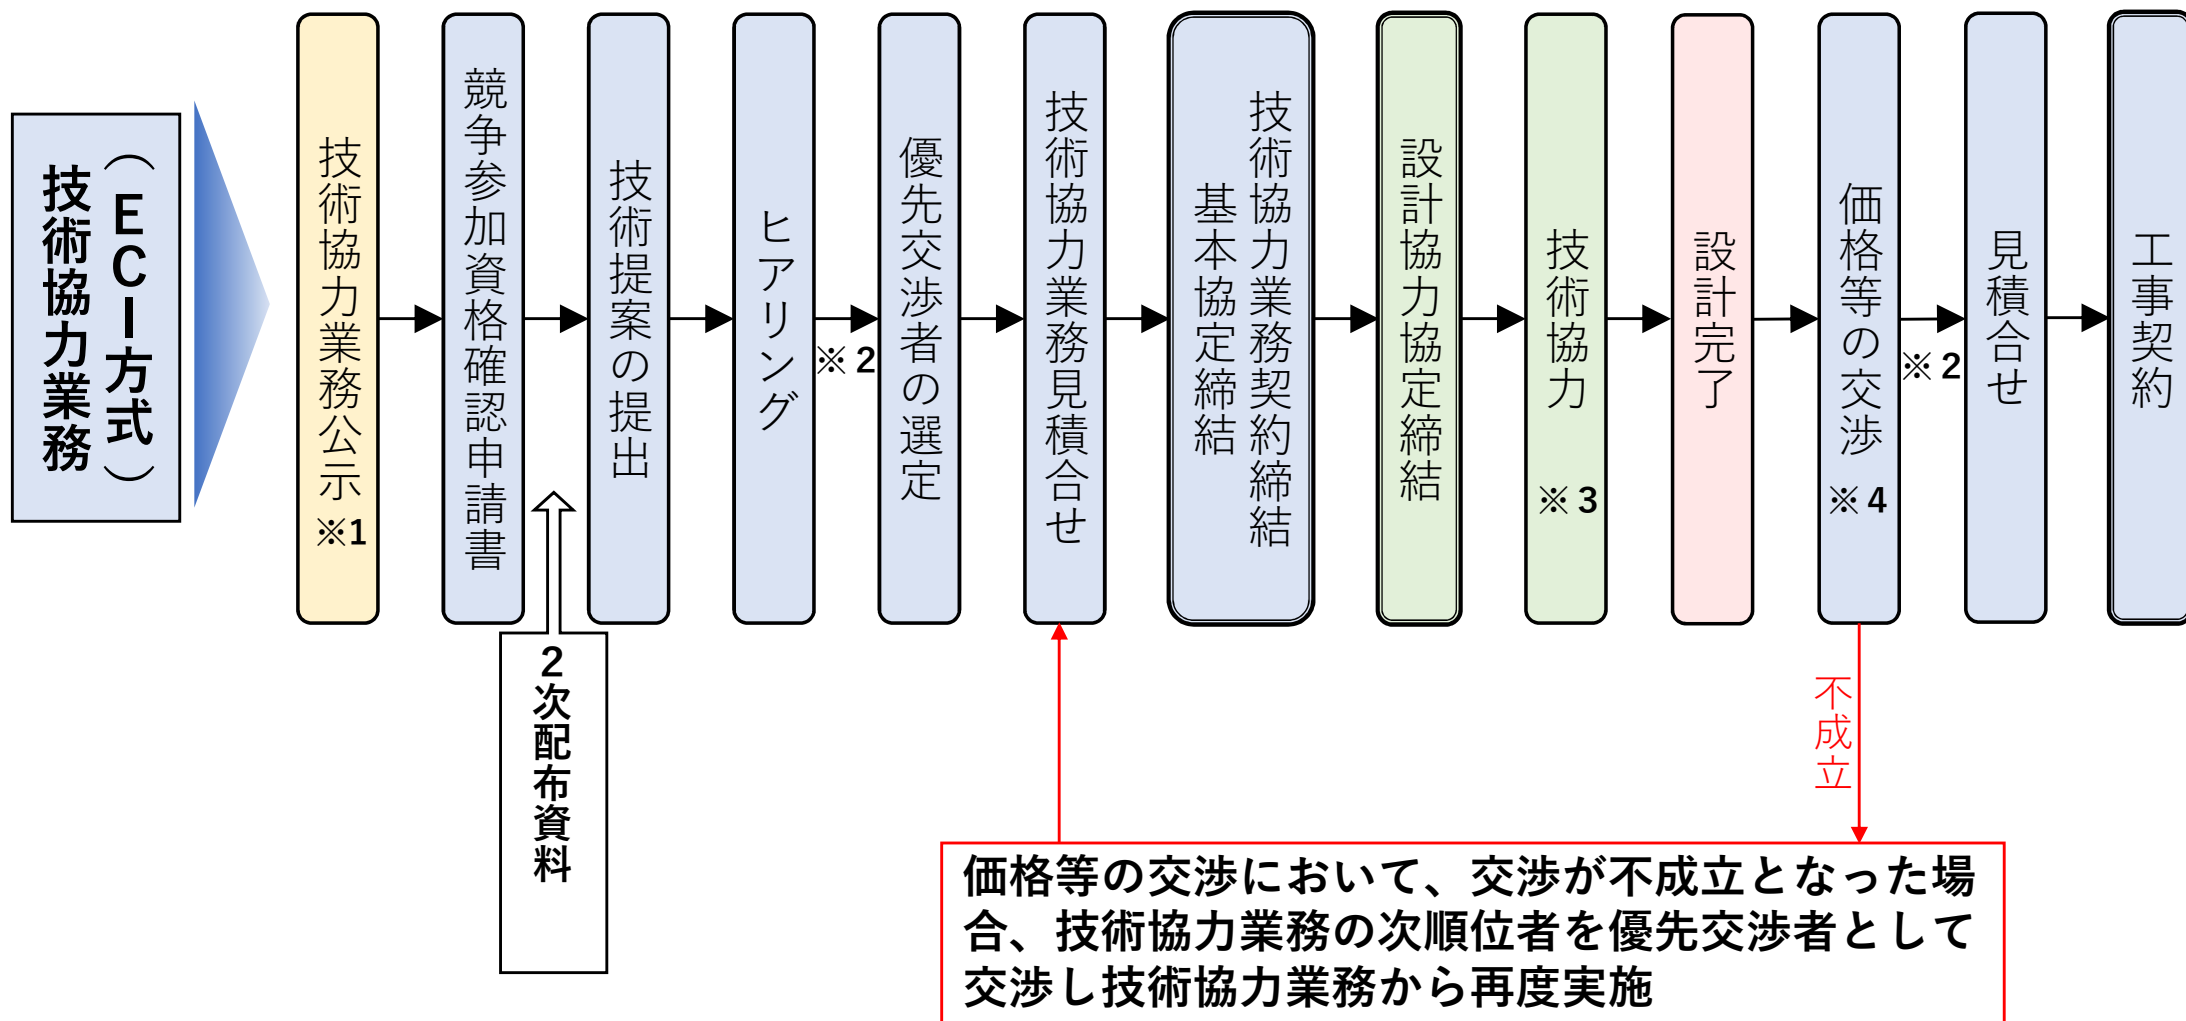 （ＥＣＩ方式）
技術協力業務
技術協力業務公示
※1
競争参加資格確認申請書
技術提案の提出
ヒアリング
※２
優先交渉者の選定
技術協力業務見積合せ
技術協力業務契約締結
基本協定締結
設計協力協定締結
技術協力
※３
設計完了
価格等の交渉
※４
※２
見積合せ
工事契約
２次配布資料
不成立
価格等の交渉において、交渉が不成立となった場
合、技術協力業務の次順位者を優先交渉者として
交渉し技術協力業務から再度実施